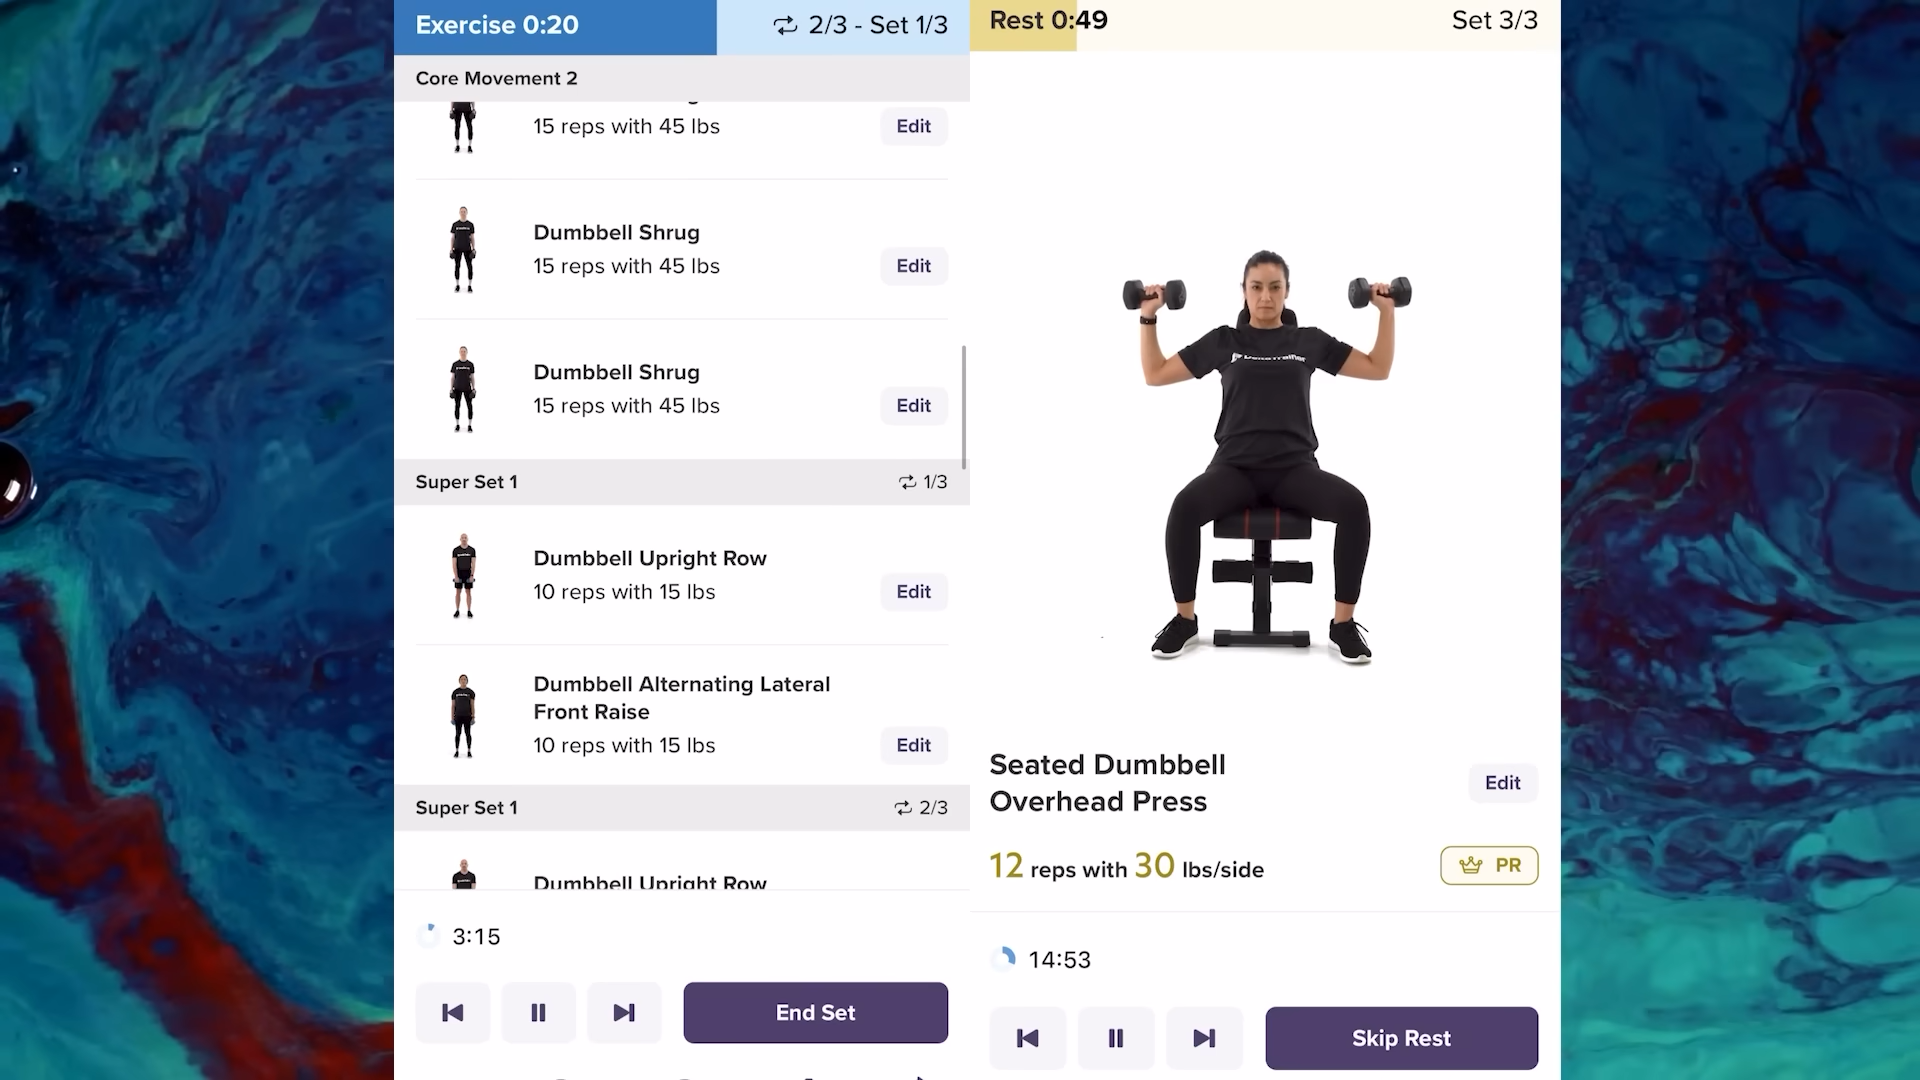 Exercise 0:20
2/3 - Set 1/3
Core Movement 2
15 reps with 45 lbs
Edit
Dumbbell Shrug
15 reps with 45 lbs
Edit
Dumbbell Shrug
15 reps with 45 lbs
Edit
Super Set 1
1/3
Dumbbell Upright Row
10 reps with 15 lbs
Edit
Dumbbell Alternating Lateral
Front Raise
10 reps with 15 lbs
Edit
Super Set 1
2/3
Dumbbell Upright Row
3:15
End Set
Rest 0:49
Set 3/3
Seated Dumbbell
Overhead Press
Edit
12 reps with 30 lbs/side
PR
14:53
Skip Rest